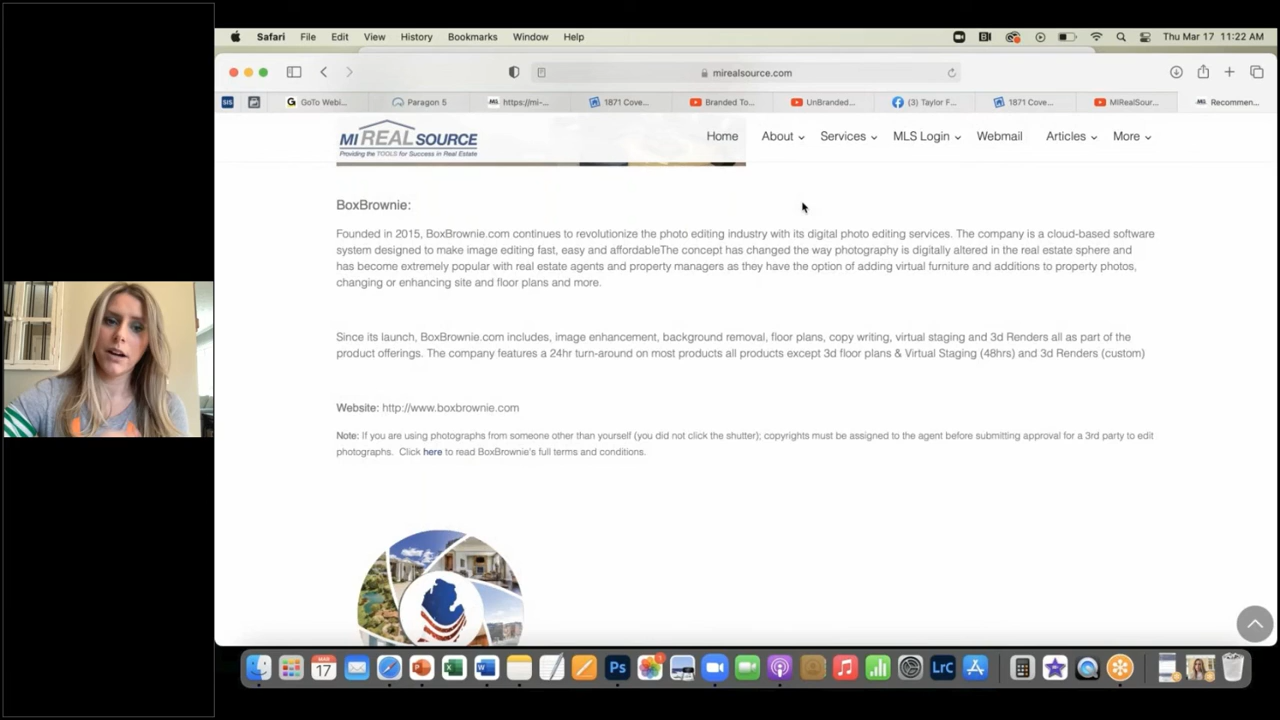 Safari File Edit View History Bookmarks Window Help Thu Mar 17 11:22 AM
mirealsource.com
SIS GoTo Webi... Paragon 5 https://mi-... 1871 Cove... Branded To... UnBranded... (3) Taylor F... 1871 Cove... MIRealSour... Recommen...
MI REAL SOURCE
Providing the TOOLS for Success in Real Estate
Home About Services MLS Login Webmail Articles More
BoxBrownie:
Founded in 2015, BoxBrownie.com continues to revolutionize the photo editing industry with its digital photo editing services. The company is a cloud-based software
system designed to make image editing fast, easy and affordableThe concept has changed the way photography is digitally altered in the real estate sphere and
has become extremely popular with real estate agents and property managers as they have the option of adding virtual furniture and additions to property photos,
changing or enhancing site and floor plans and more.
Since its launch, BoxBrownie.com includes, image enhancement, background removal, floor plans, copy writing, virtual staging and 3d Renders all as part of the
product offerings. The company features a 24hr turn-around on most products all products except 3d floor plans & Virtual Staging (48hrs) and 3d Renders (custom)
Website: http://www.boxbrownie.com
Note: If you are using photographs from someone other than yourself (you did not click the shutter); copyrights must be assigned to the agent before submitting approval for a 3rd party to edit
photographs. Click here to read BoxBrownie's full terms and conditions.
MAR
17 Ps LrC